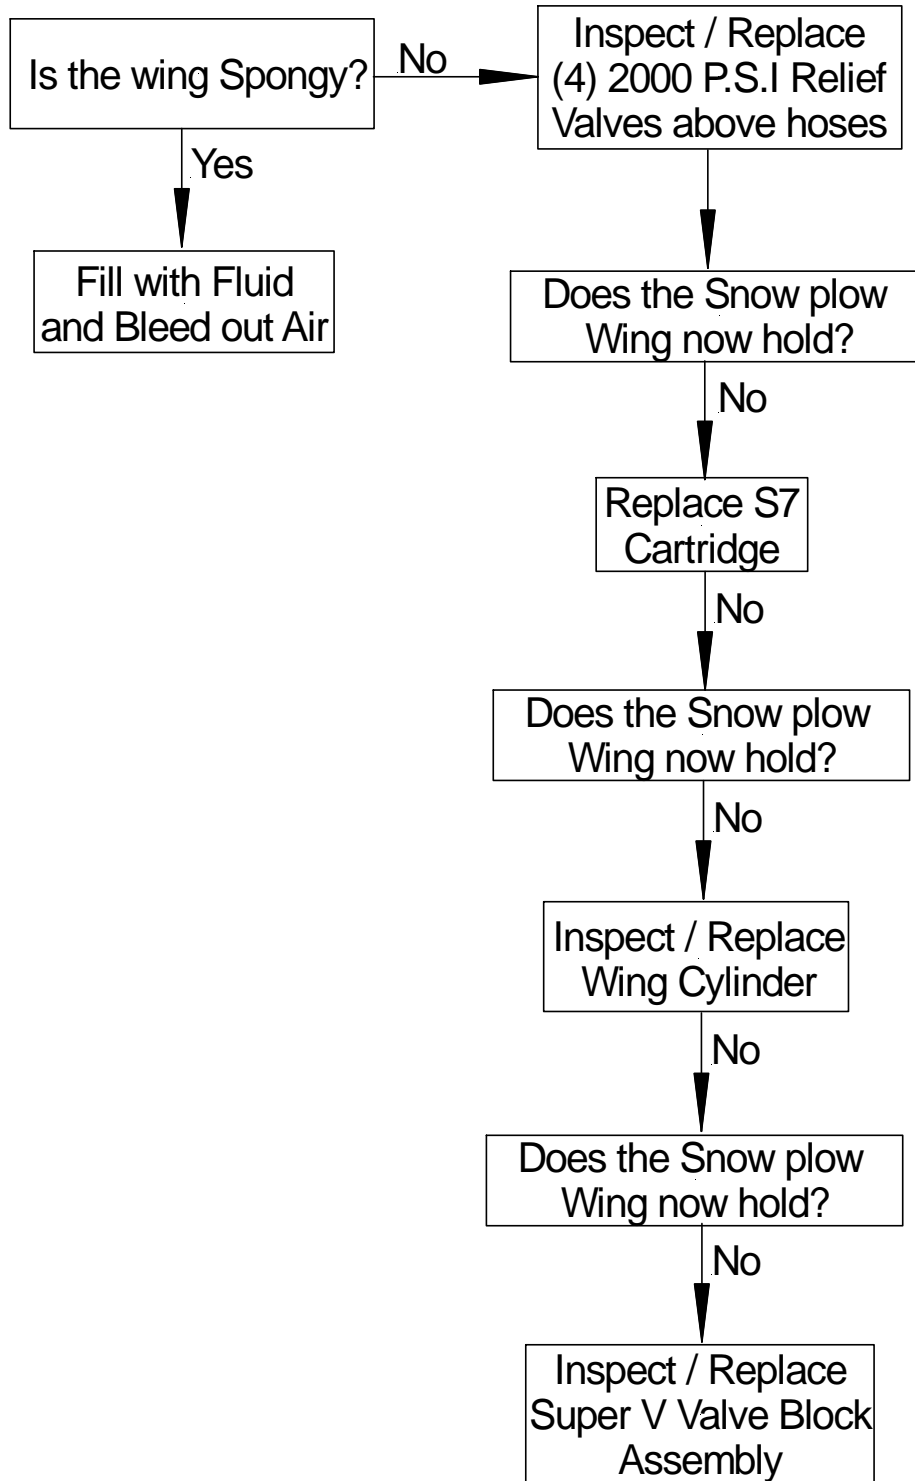 Is the wing Spongy?
No
Inspect / Replace
(4) 2000 P.S.I Relief
Valves above hoses
Yes
Fill with Fluid
and Bleed out Air
Does the Snow plow
Wing now hold?
No
Replace S7
Cartridge
No
Does the Snow plow
Wing now hold?
No
Inspect / Replace
Wing Cylinder
No
Does the Snow plow
Wing now hold?
No
Inspect / Replace
Super V Valve Block
Assembly